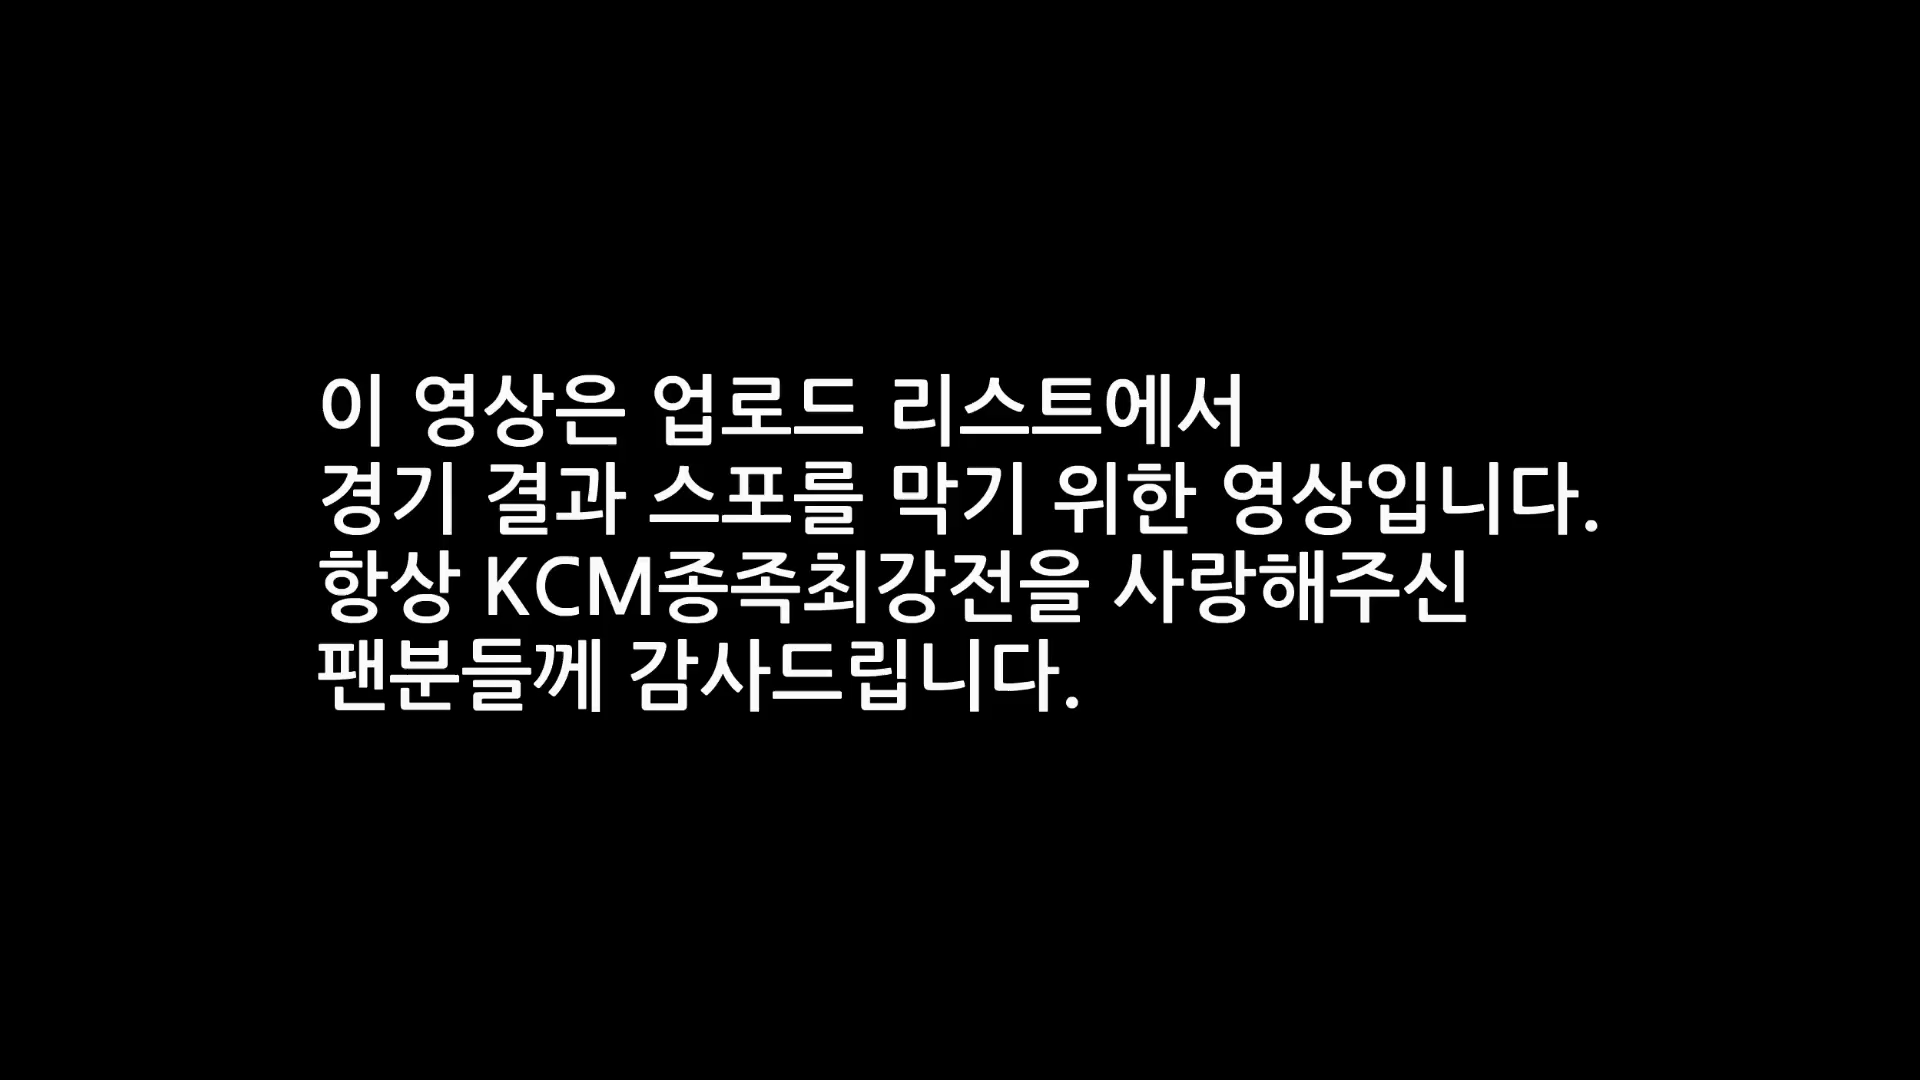 이 영상은 업로드 리스트에서
경기 결과 스포를 막기 위한 영상입니다.
항상 KCM종족최강전을 사랑해주신
팬분들께 감사드립니다.